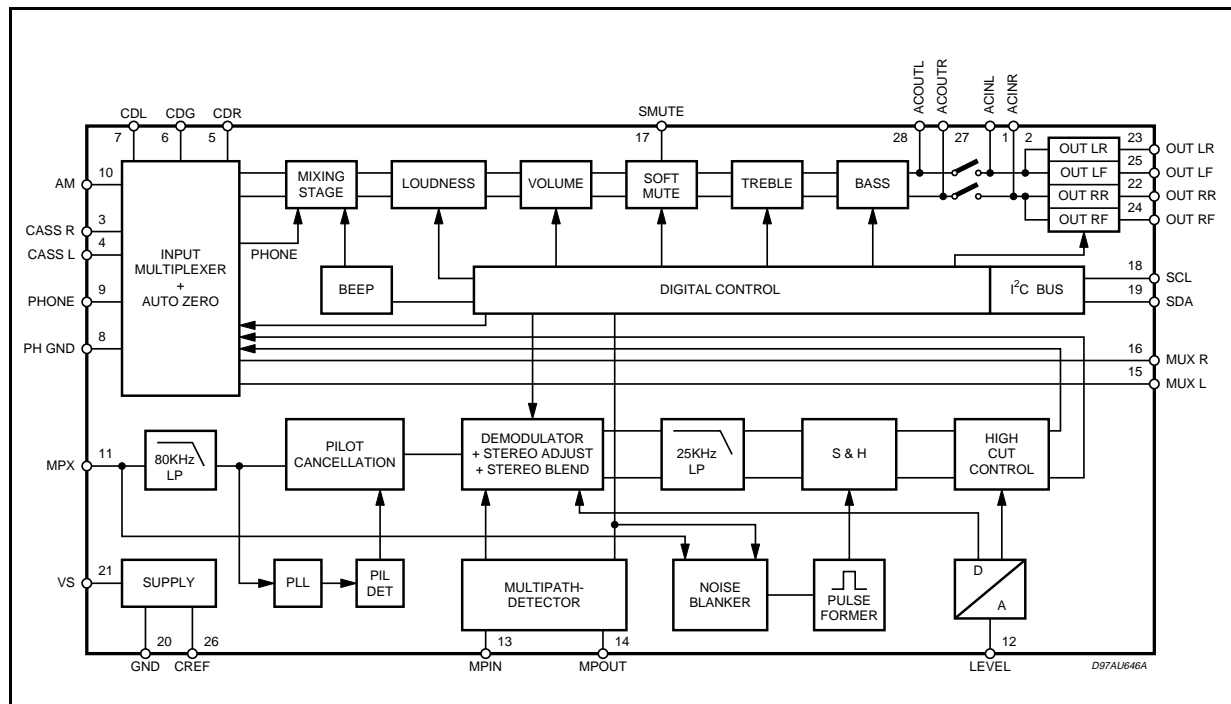 ACOUTL
ACOUTR
ACINL
ACINR
CDL
CDG
CDR
SMUTE
7
6
5
17
28
27
1
2
23
OUT LR
OUT LR
10
AM
MIXING
STAGE
LOUDNESS
VOLUME
SOFT
MUTE
TREBLE
BASS
OUT LF
25
OUT LF
OUT RR
22
OUT RR
OUT RF
24
OUT RF
3
CASS R
4
CASS L
INPUT
MULTIPLEXER
+
AUTO ZERO
PHONE
9
PHONE
BEEP
DIGITAL CONTROL
I2C BUS
18
SCL
19
SDA
8
PH GND
16
MUX R
15
MUX L
11
MPX
80KHz
LP
PILOT
CANCELLATION
DEMODULATOR
+ STEREO ADJUST
+ STEREO BLEND
25KHz
LP
S & H
HIGH
CUT
CONTROL
21
VS
SUPPLY
PLL
PIL
DET
MULTIPATH-
DETECTOR
NOISE
BLANKER
PULSE
FORMER
D
A
20
26
13
14
12
GND
CREF
MPIN
MPOUT
LEVEL
D97AU646A